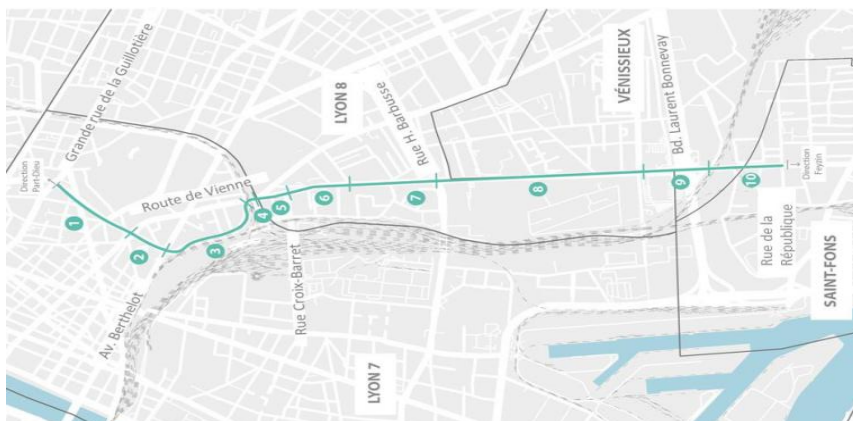 Direction
Part-Dieu
Grande rue de la Guillotière
1
2
3
4
5
6
7
8
9
10
Route de Vienne
Av. Berthelot
Rue Croix-Barret
LYON 8
Rue H. Barbusse
LYON 7
VÉNISSIEUX
Bd. Laurent Bonnevay
Rue de la
République
SAINT-FONS
Direction
Feyzin